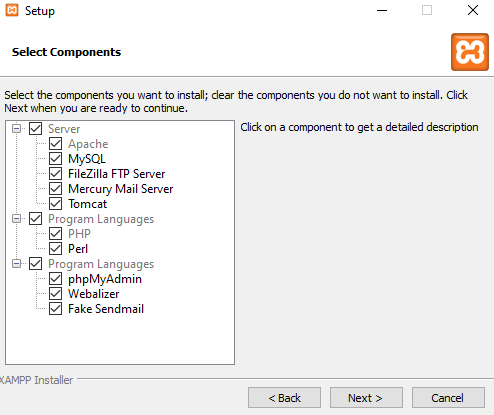 Setup
Select Components
Select the components you want to install; clear the components you do not want to install. Click
Next when you are ready to continue.
Server
Apache
MySQL
FileZilla FTP Server
Mercury Mail Server
Tomcat
Program Languages
PHP
Perl
Program Languages
phpMyAdmin
Webalizer
Fake Sendmail
Click on a component to get a detailed description
XAMPP Installer
< Back
Next >
Cancel